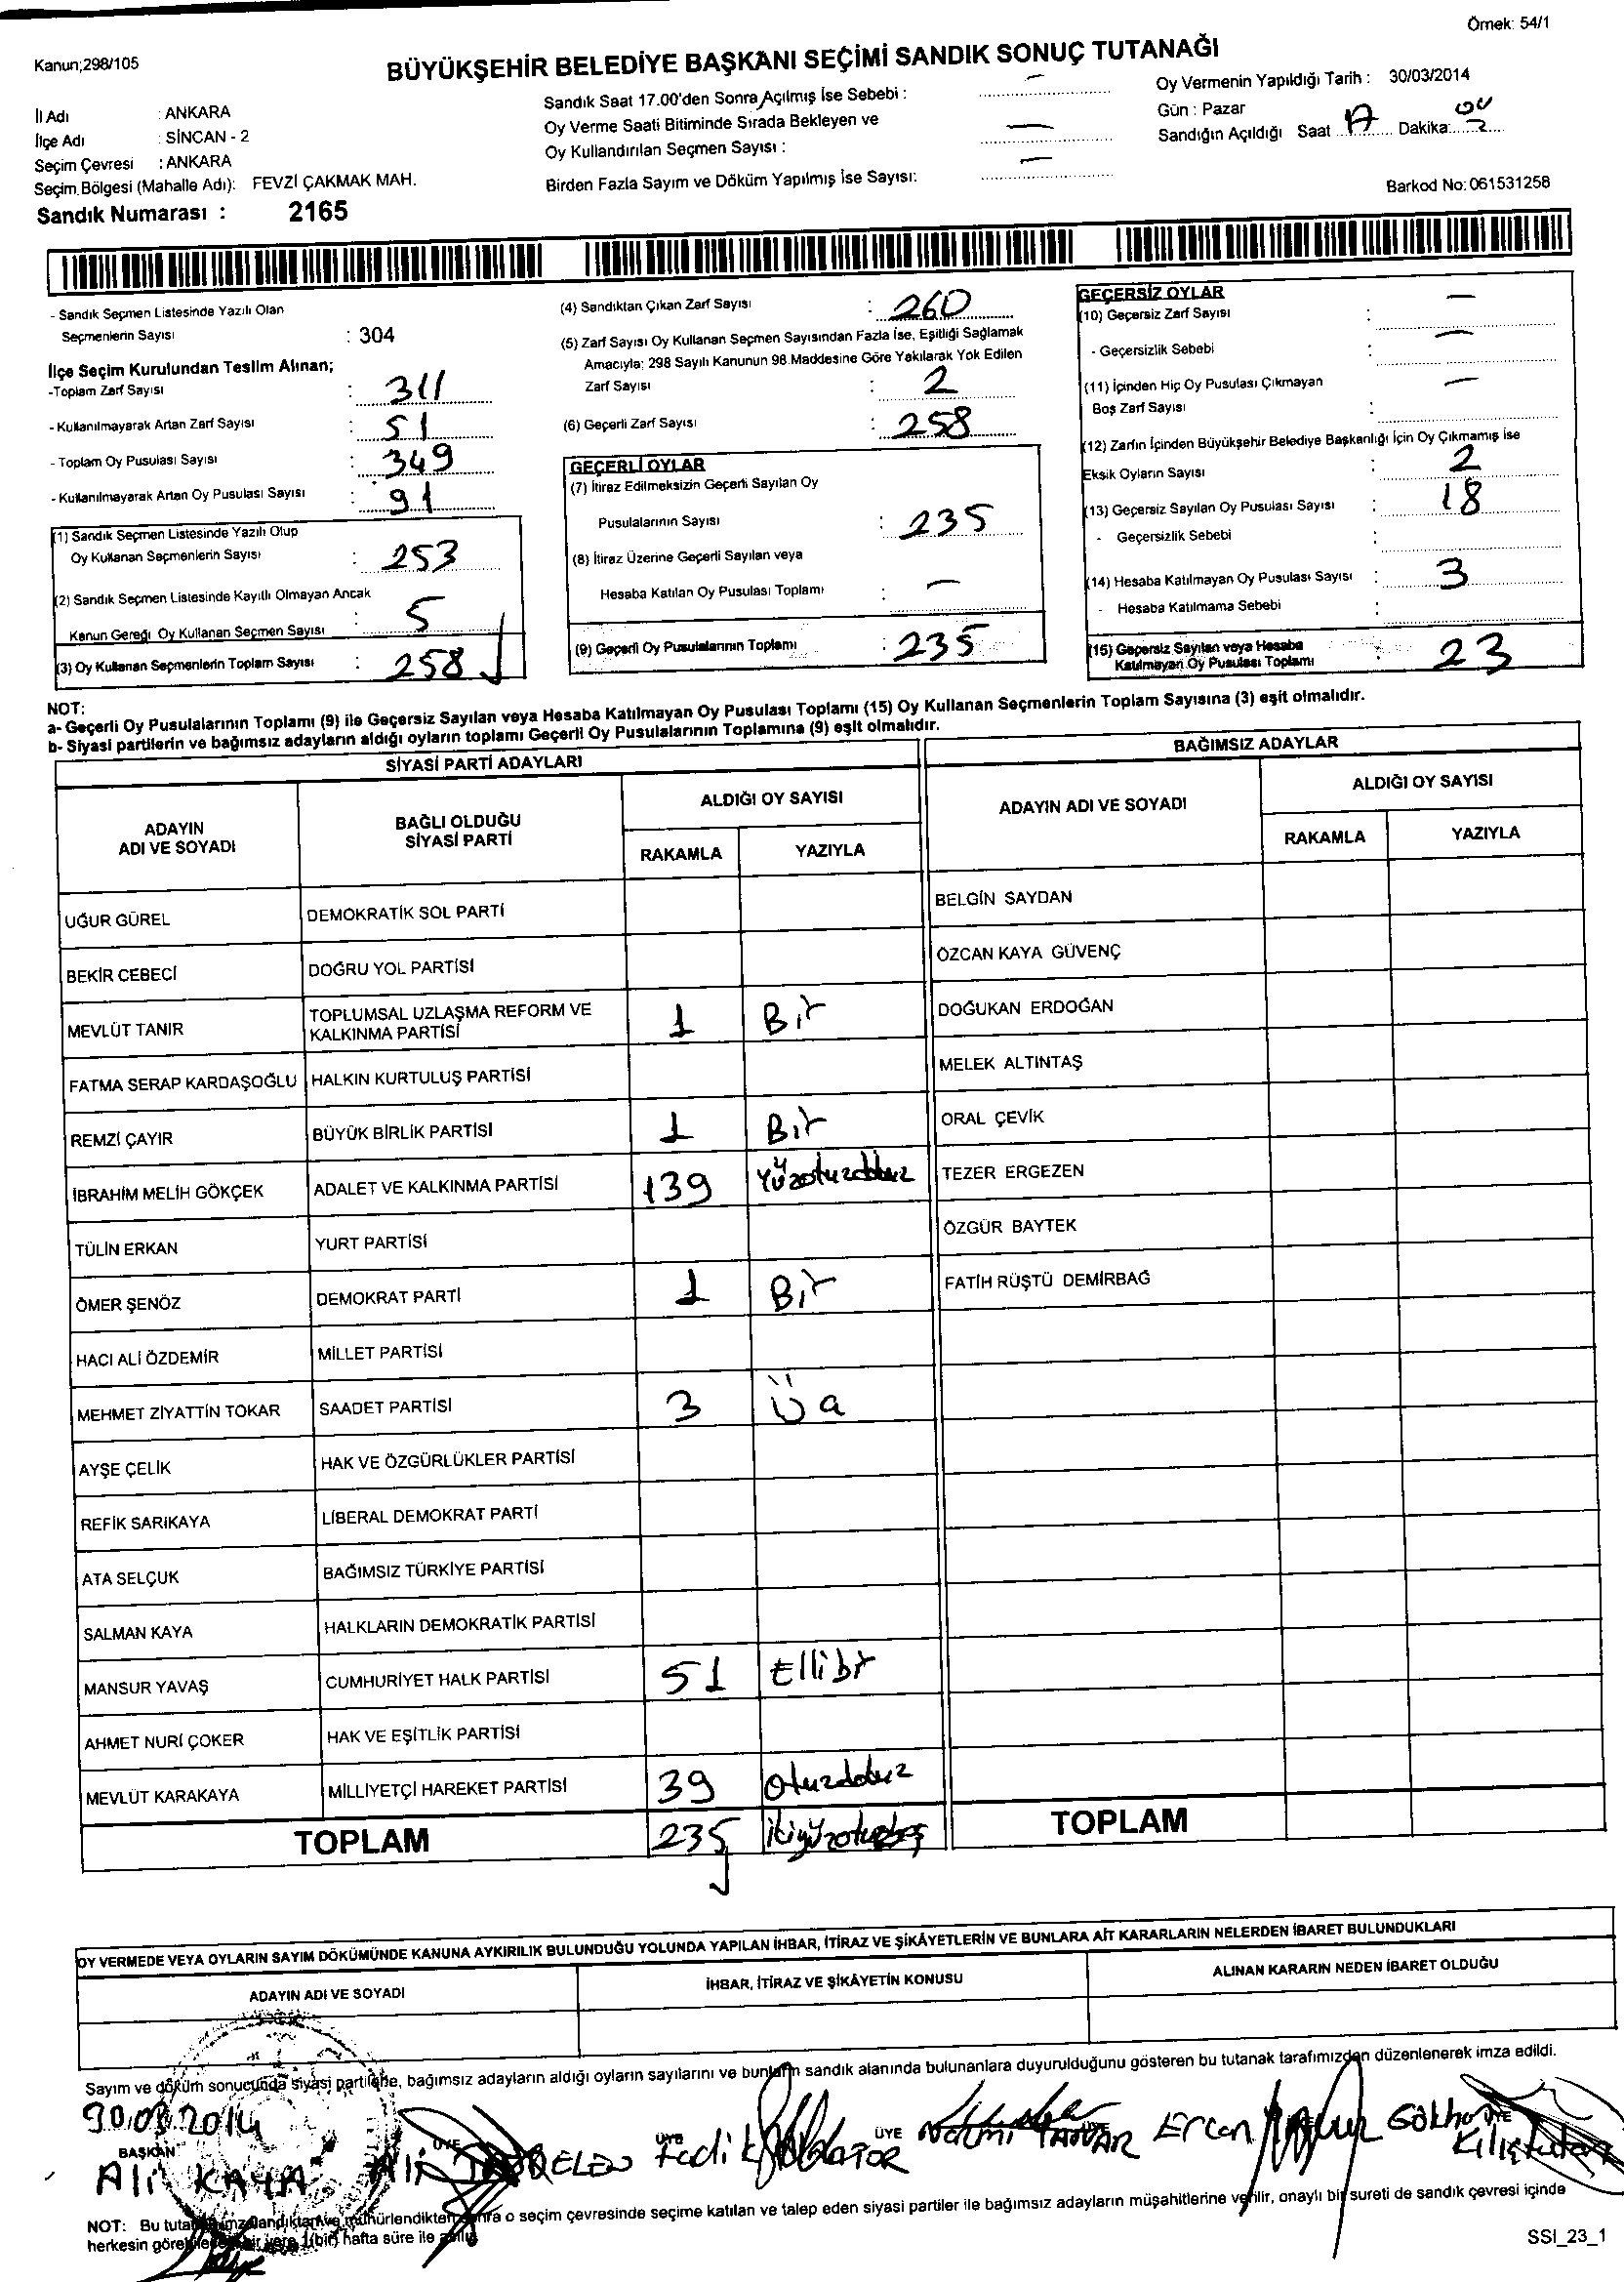 Örnek: 54/1
Kanun;298/105
BÜYÜKŞEHİR BELEDİYE BAŞKANI SEÇİMİ SANDIK SONUÇ TUTANAĞI
İl Adı : ANKARA
İlçe Adı : SİNCAN - 2
Seçim Çevresi : ANKARA
Seçim Bölgesi (Mahalle Adı): FEVZİ ÇAKMAK MAH.
Sandık Numarası : 2165
Sandık Saat 17.00'den Sonra Açılmış İse Sebebi : —
Oy Verme Saati Bitiminde Sırada Bekleyen ve
Oy Kullandırılan Seçmen Sayısı : —
Birden Fazla Sayım ve Döküm Yapılmış İse Sayısı: —
Oy Vermenin Yapıldığı Tarih : 30/03/2014
Gün : Pazar
Sandığın Açıldığı Saat 17 Dakika:
Barkod No: 061531258
- Sandık Seçmen Listesinde Yazılı Olan
Seçmenlerin Sayısı : 304
İlçe Seçim Kurulundan Teslim Alınan;
-Toplam Zarf Sayısı : 311
- Kullanılmayarak Artan Zarf Sayısı : 51
- Toplam Oy Pusulası Sayısı : 349
- Kullanılmayarak Artan Oy Pusulası Sayısı : 91
(1) Sandık Seçmen Listesinde Yazılı Olup
Oy Kullanan Seçmenlerin Sayısı : 253
(2) Sandık Seçmen Listesinde Kayıtlı Olmayan Ancak
Kanun Gereği Oy Kullanan Seçmen Sayısı : 5
(3) Oy Kullanan Seçmenlerin Toplam Sayısı : 258
(4) Sandıktan Çıkan Zarf Sayısı : 260
(5) Zarf Sayısı Oy Kullanan Seçmen Sayısından Fazla İse, Eşitliği Sağlamak
Amacıyla; 298 Sayılı Kanunun 98.Maddesine Göre Yakılarak Yok Edilen
Zarf Sayısı : 2
(6) Geçerli Zarf Sayısı : 258
GEÇERLİ OYLAR
(7) İtiraz Edilmeksizin Geçerli Sayılan Oy
Pusulalarının Sayısı : 235
(8) İtiraz Üzerine Geçerli Sayılan veya
Hesaba Katılan Oy Pusulası Toplamı : —
(9) Geçerli Oy Pusulalarının Toplamı : 235
GEÇERSİZ OYLAR
(10) Geçersiz Zarf Sayısı : —
- Geçersizlik Sebebi : —
(11) İçinden Hiç Oy Pusulası Çıkmayan
Boş Zarf Sayısı : —
(12) Zarfın İçinden Büyükşehir Belediye Başkanlığı İçin Oy Çıkmamış İse
Eksik Oyların Sayısı : 2
(13) Geçersiz Sayılan Oy Pusulası Sayısı : 18
- Geçersizlik Sebebi :
(14) Hesaba Katılmayan Oy Pusulası Sayısı : 3
- Hesaba Katılmama Sebebi :
(15) Geçersiz Sayılan veya Hesaba
Katılmayan Oy Pusulası Toplamı : 23
NOT:
a- Geçerli Oy Pusulalarının Toplamı (9) ile Geçersiz Sayılan veya Hesaba Katılmayan Oy Pusulası Toplamı (15) Oy Kullanan Seçmenlerin Toplam Sayısına (3) eşit olmalıdır.
b- Siyasi partilerin ve bağımsız adayların aldığı oyların toplamı Geçerli Oy Pusulalarının Toplamına (9) eşit olmalıdır.
SİYASİ PARTİ ADAYLARI
ADAYIN ADI VE SOYADI BAĞLI OLDUĞU SİYASİ PARTİ ALDIĞI OY SAYISI
RAKAMLA YAZIYLA
UĞUR GÜREL DEMOKRATİK SOL PARTİ
BEKİR CEBECİ DOĞRU YOL PARTİSİ
MEVLÜT TANIR TOPLUMSAL UZLAŞMA REFORM VE KALKINMA PARTİSİ 1 Bir
FATMA SERAP KARDAŞOĞLU HALKIN KURTULUŞ PARTİSİ
REMZİ ÇAYIR BÜYÜK BİRLİK PARTİSİ 1 Bir
İBRAHİM MELİH GÖKÇEK ADALET VE KALKINMA PARTİSİ 139 Yüzotuzdokuz
TÜLİN ERKAN YURT PARTİSİ
ÖMER ŞENÖZ DEMOKRAT PARTİ 1 Bir
HACI ALİ ÖZDEMİR MİLLET PARTİSİ
MEHMET ZİYATTİN TOKAR SAADET PARTİSİ 3 Üç
AYŞE ÇELİK HAK VE ÖZGÜRLÜKLER PARTİSİ
REFİK SARIKAYA LİBERAL DEMOKRAT PARTİ
ATA SELÇUK BAĞIMSIZ TÜRKİYE PARTİSİ
SALMAN KAYA HALKLARIN DEMOKRATİK PARTİSİ
MANSUR YAVAŞ CUMHURİYET HALK PARTİSİ 51 Ellibir
AHMET NURİ ÇOKER HAK VE EŞİTLİK PARTİSİ
MEVLÜT KARAKAYA MİLLİYETÇİ HAREKET PARTİSİ 39 Otuzdokuz
TOPLAM 235 ikiyüzotuzbeş
BAĞIMSIZ ADAYLAR
ADAYIN ADI VE SOYADI ALDIĞI OY SAYISI
RAKAMLA YAZIYLA
BELGİN SAYDAN
ÖZCAN KAYA GÜVENÇ
DOĞUKAN ERDOĞAN
MELEK ALTINTAŞ
ORAL ÇEVİK
TEZER ERGEZEN
ÖZGÜR BAYTEK
FATİH RÜŞTÜ DEMİRBAĞ
TOPLAM
OY VERMEDE VEYA OYLARIN SAYIM DÖKÜMÜNDE KANUNA AYKIRILIK BULUNDUĞU YOLUNDA YAPILAN İHBAR, İTİRAZ VE ŞİKÂYETLERİN VE BUNLARA AİT KARARLARIN NELERDEN İBARET BULUNDUKLARI
ADAYIN ADI VE SOYADI İHBAR, İTİRAZ VE ŞİKÂYETİN KONUSU ALINAN KARARIN NEDEN İBARET OLDUĞU
Sayım ve döküm sonucunda siyasi partilerle, bağımsız adayların aldığı oyların sayılarını ve bunların sandık alanında bulunanlara duyurulduğunu gösteren bu tutanak tarafımızdan düzenlenerek imza edildi.
30.03.2014
BAŞKAN ÜYE ÜYE ÜYE ÜYE
Ali KAYA Ali Fadik Ercan Gökhan Kılıçtutan
NOT: Bu tutanak imzalandıktan ve mühürlendikten sonra o seçim çevresinde seçime katılan ve talep eden siyasi partiler ile bağımsız adayların müşahitlerine verilir, onaylı bir sureti de sandık çevresi içinde
herkesin görebileceği bir yere 1(bir) hafta süre ile asılır.
SSİ_23_1